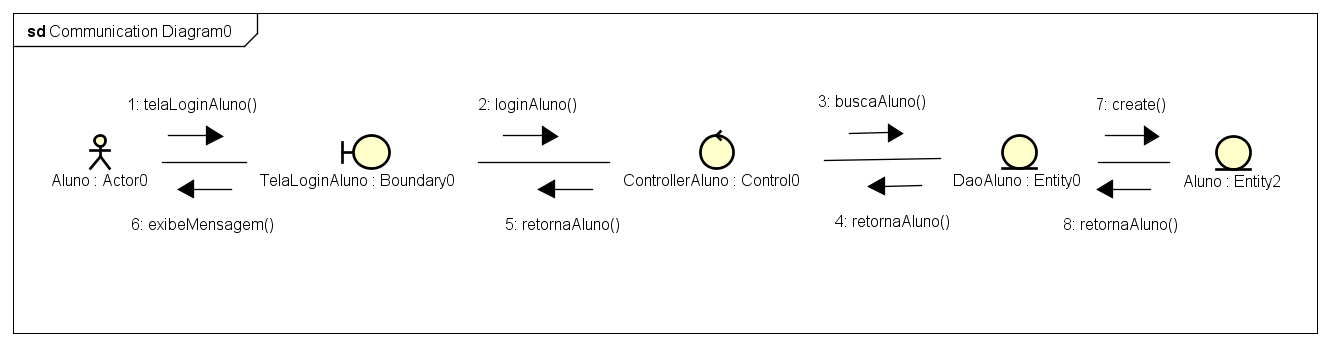 sd Communication Diagram0
1: telaLoginAluno()
2: loginAluno()
3: buscaAluno()
7: create()
Aluno : Actor0
TelaLoginAluno : Boundary0
ControllerAluno : Control0
DaoAluno : Entity0
Aluno : Entity2
6: exibeMensagem()
5: retornaAluno()
4: retornaAluno()
8: retornaAluno()